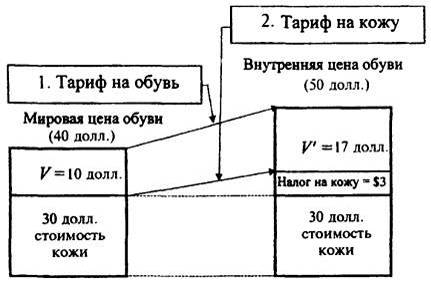 2. Тариф на кожу
1. Тариф на обувь
Внутренняя цена обуви
(50 долл.)
Мировая цена обуви
(40 долл.)
V = 10 долл.
30 долл.
стоимость
кожи
V' = 17 долл.
Налог на кожу = $3
30 долл.
стоимость
кожи